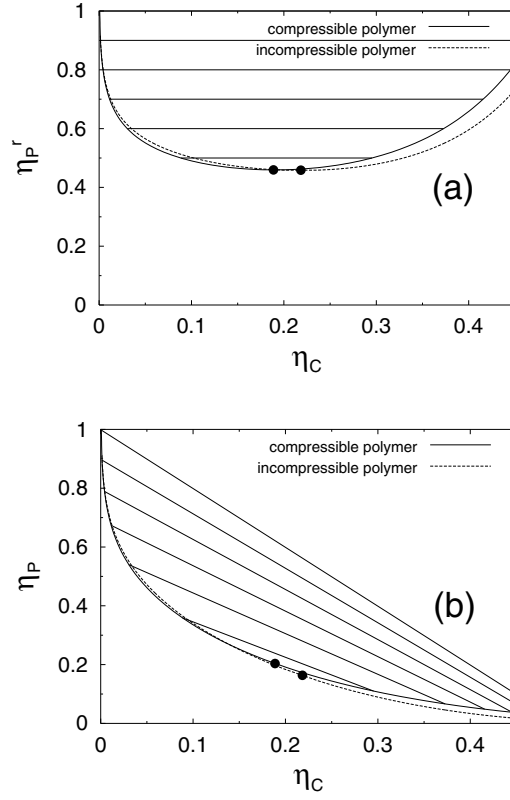 compressible polymer
incompressible polymer
1
0.8
0.6
0.4
0.2
0
η_P^r
(a)
0 0.1 0.2 0.3 0.4
η_C
compressible polymer
incompressible polymer
1
0.8
0.6
0.4
0.2
0
η_P
(b)
0 0.1 0.2 0.3 0.4
η_C